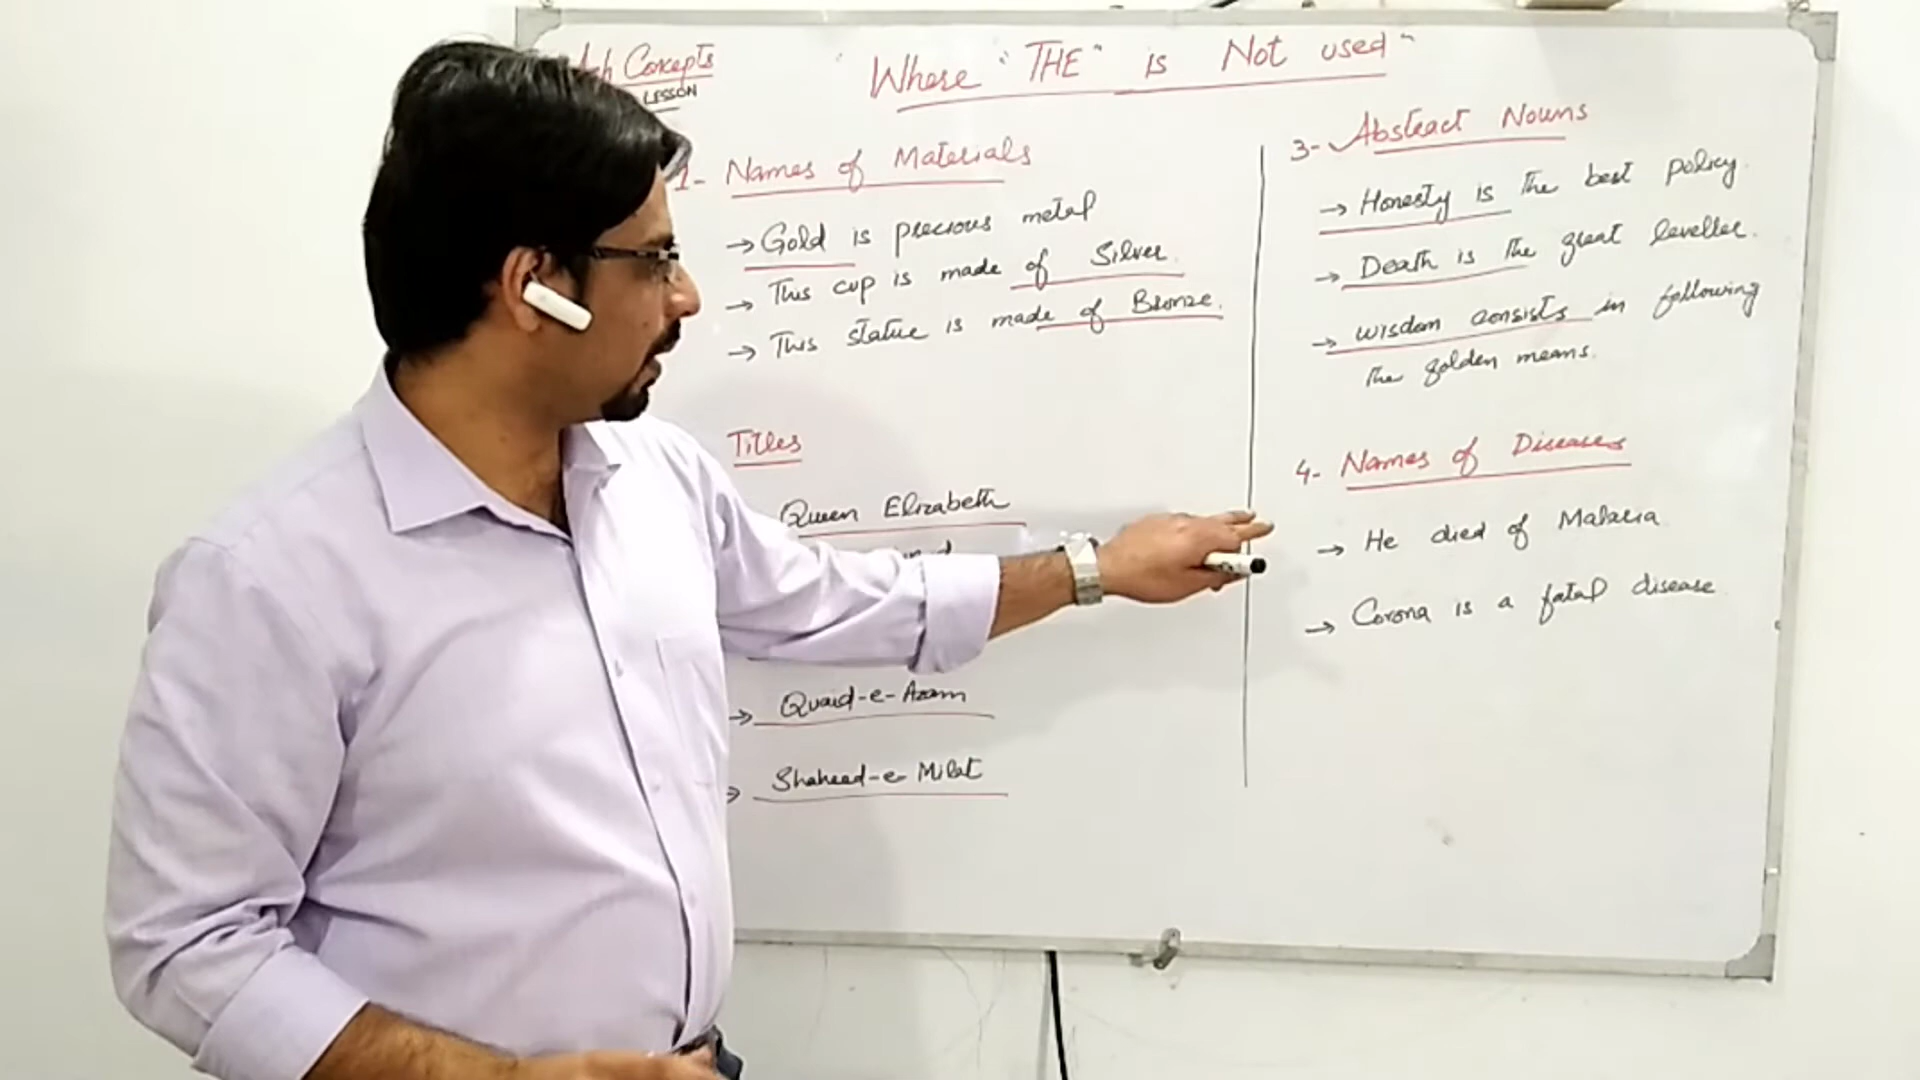 Concepts
LESSON
"Where "THE" is Not used"
1- Names of Materials
→ Gold is precious metal
→ This cup is made of Silver.
→ This statue is made of Bronze.
Titles
Queen Elizabeth
→ Quaid-e-Azam
→ Shaheed-e-Milat
3- Abstract Nouns
→ Honesty is the best policy.
→ Death is the great leveller.
→ wisdom consists in following
the golden means.
4- Names of Diseases
→ He died of Malaria
→ Corona is a fatal disease